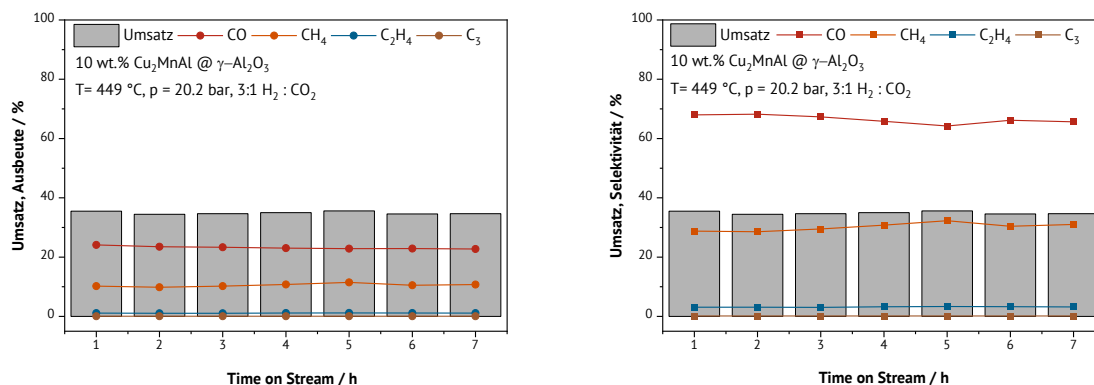 100
80
60
40
20
0
Umsatz, Ausbeute / %
Umsatz CO CH₄ C₂H₄ C₃
10 wt.% Cu₂MnAl @ γ–Al₂O₃
T= 449 °C, p = 20.2 bar, 3:1 H₂ : CO₂
1 2 3 4 5 6 7
Time on Stream / h
100
80
60
40
20
0
Umsatz, Selektivität / %
Umsatz CO CH₄ C₂H₄ C₃
10 wt.% Cu₂MnAl @ γ–Al₂O₃
T= 449 °C, p = 20.2 bar, 3:1 H₂ : CO₂
1 2 3 4 5 6 7
Time on Stream / h